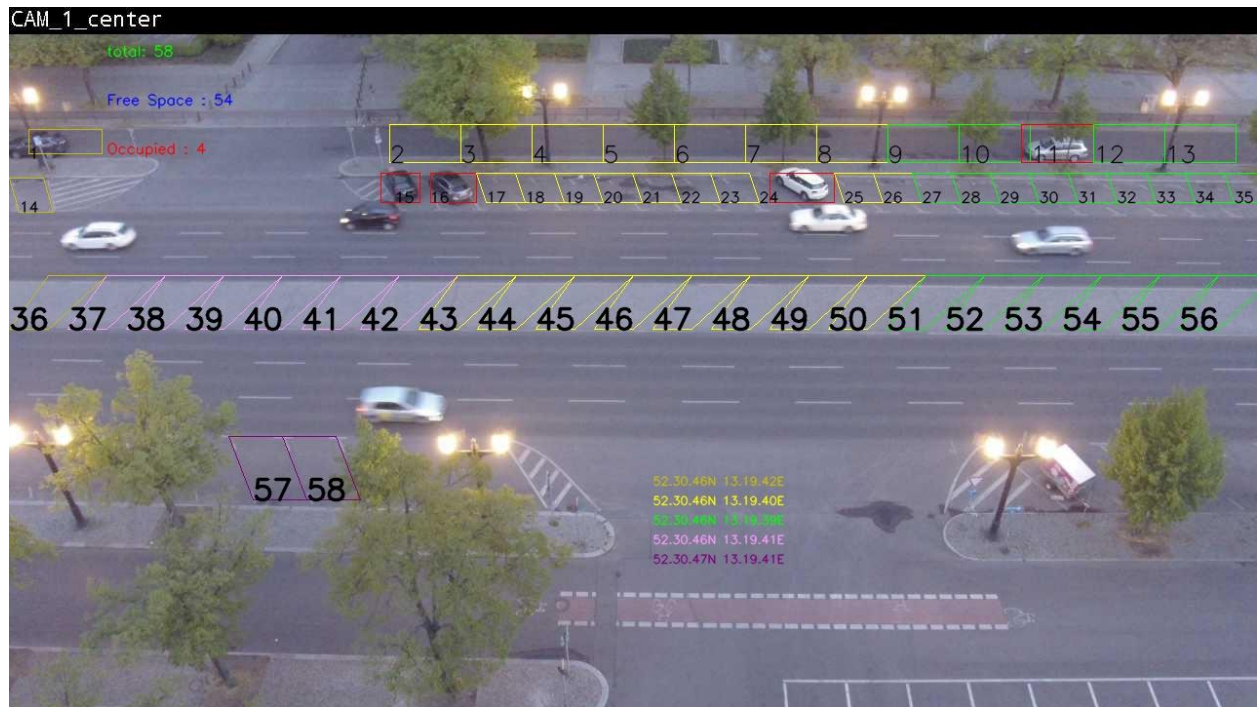 CAM_1_center
total: 58
Free Space : 54
Occupied : 4
1
2 3 4 5 6 7 8 9 10 11 12 13
14
15 16 17 18 19 20 21 22 23 24 25 26 27 28 29 30 31 32 33 34 35
36 37 38 39 40 41 42 43 44 45 46 47 48 49 50 51 52 53 54 55 56
57 58
52.30.46N 13.19.42E
52.30.46N 13.19.40E
52.30.46N 13.19.39E
52.30.46N 13.19.41E
52.30.47N 13.19.41E